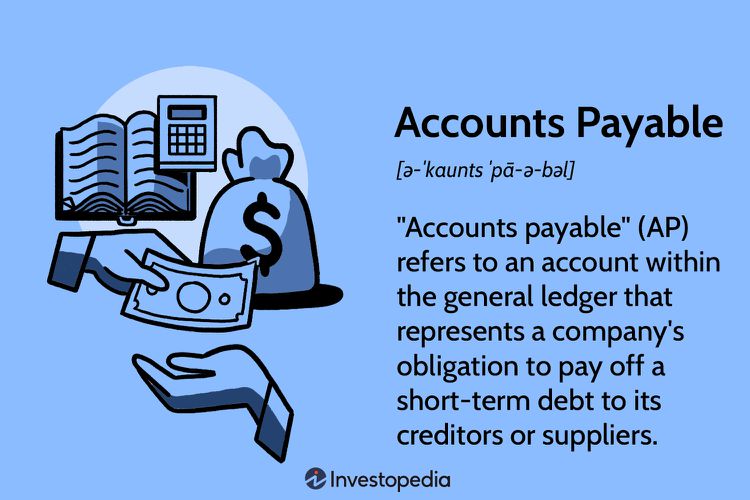 Accounts Payable
[ə-ˈkaunts ˈpā-ə-bəl]
"Accounts payable" (AP)
refers to an account within
the general ledger that
represents a company's
obligation to pay off a
short-term debt to its
creditors or suppliers.
$
Investopedia